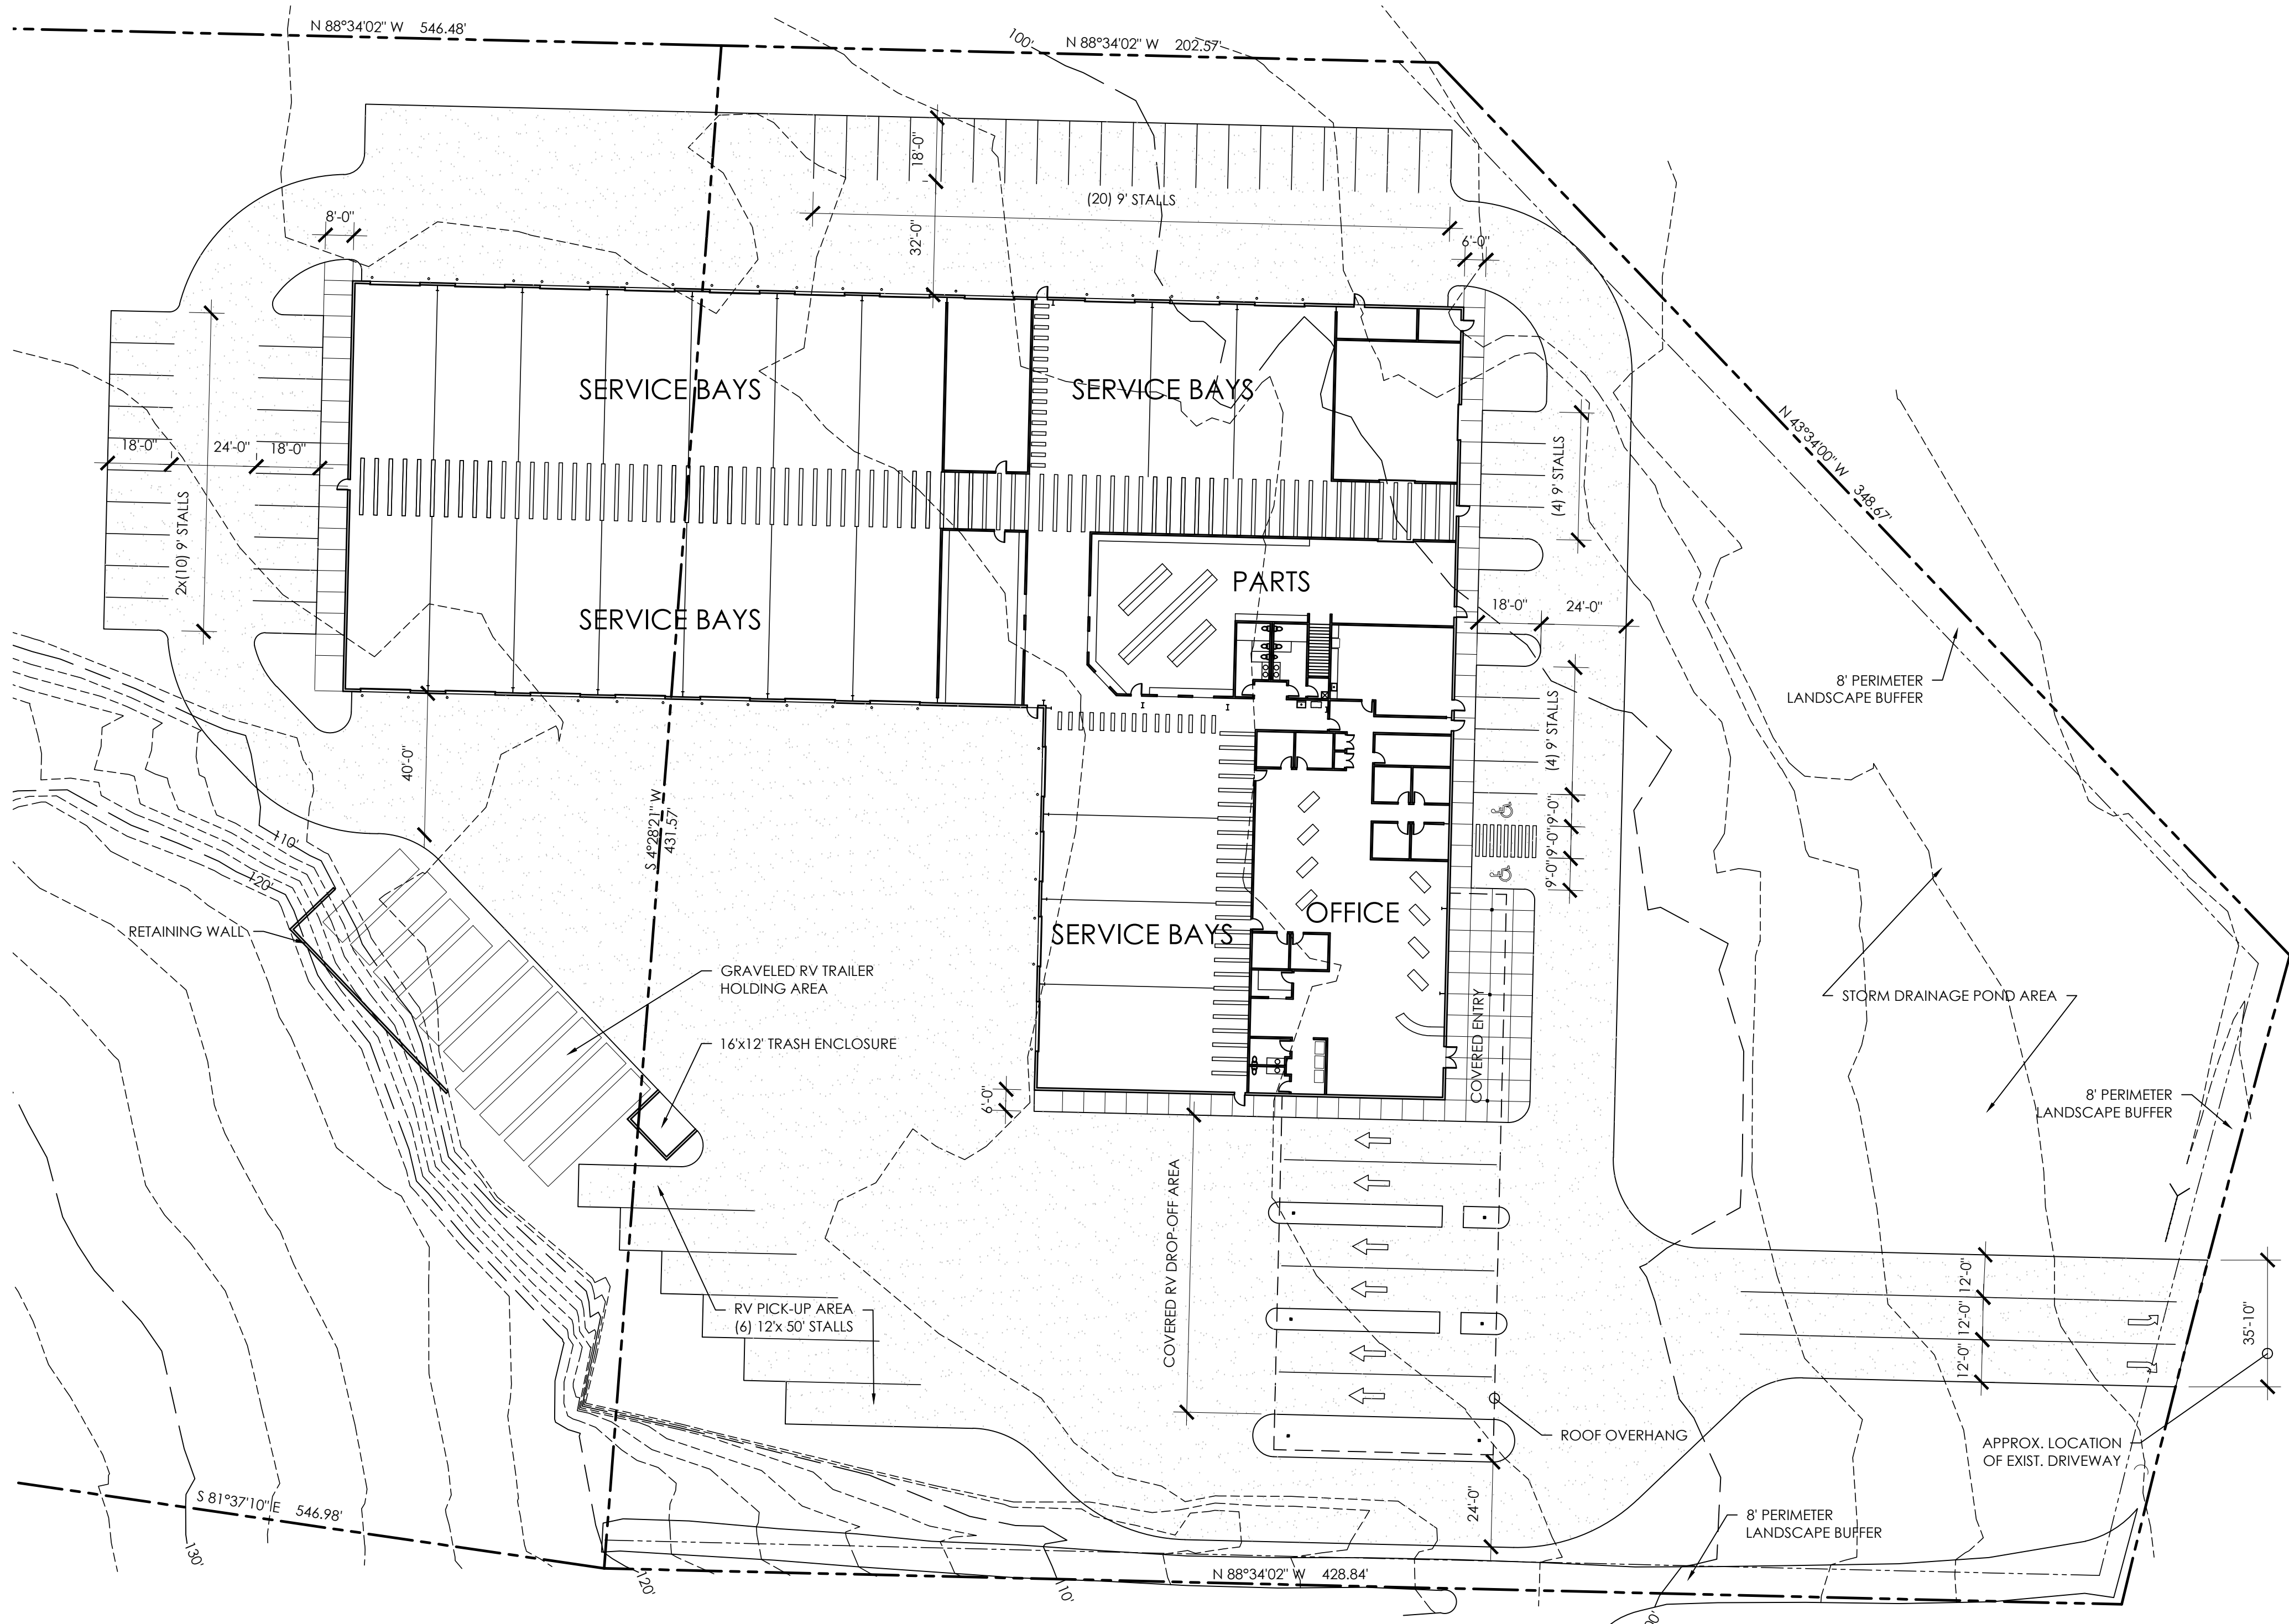 N 88°34'02" W 546.48'
100'
N 88°34'02" W 202.57'
18'-0"
(20) 9' STALLS
8'-0"
32'-0"
6'-0"
SERVICE BAYS
SERVICE BAYS
N 43°34'00" W 348.67'
18'-0"
24'-0"
18'-0"
(4) 9' STALLS
2x(10) 9' STALLS
PARTS
18'-0"
24'-0"
SERVICE BAYS
8' PERIMETER
LANDSCAPE BUFFER
(4) 9' STALLS
40'-0"
S 4°28'21" W
431.57'
110'
120'
9'-0"
9'-0"
9'-0"
RETAINING WALL
OFFICE
SERVICE BAYS
GRAVELED RV TRAILER
HOLDING AREA
STORM DRAINAGE POND AREA
16'x12' TRASH ENCLOSURE
COVERED ENTRY
6'-0"
8' PERIMETER
LANDSCAPE BUFFER
COVERED RV DROP-OFF AREA
RV PICK-UP AREA
(6) 12'x 50' STALLS
12'-0"
12'-0"
12'-0"
35'-10"
ROOF OVERHANG
APPROX. LOCATION
OF EXIST. DRIVEWAY
S 81°37'10" E 546.98'
24'-0"
8' PERIMETER
LANDSCAPE BUFFER
130'
120'
110'
N 88°34'02" W 428.84'